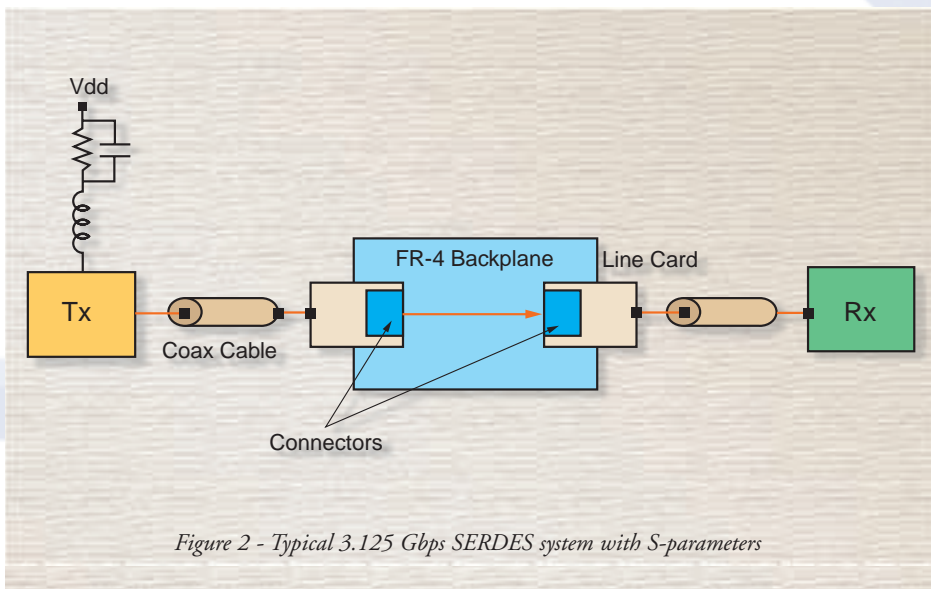 Vdd
FR-4 Backplane
Line Card
Tx
Rx
Coax Cable
Connectors
Figure 2 - Typical 3.125 Gbps SERDES system with S-parameters